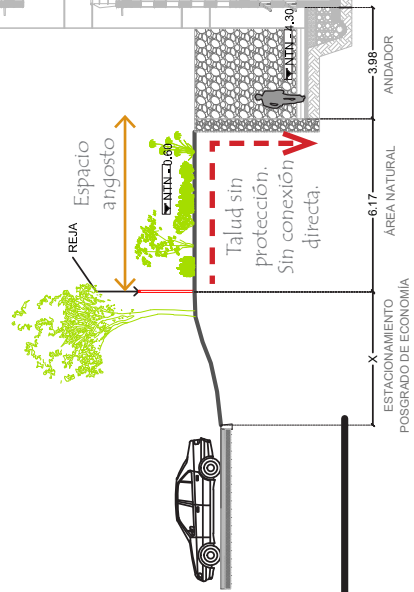 REJA
Espacio
angosto
NTN - 0.60
Talud sin
protección.
Sin conexión
directa.
NTN - 4.30
X
6.17
3.98
ESTACIONAMIENTO
POSGRADO DE ECONOMÍA
ÁREA NATURAL
ANDADOR